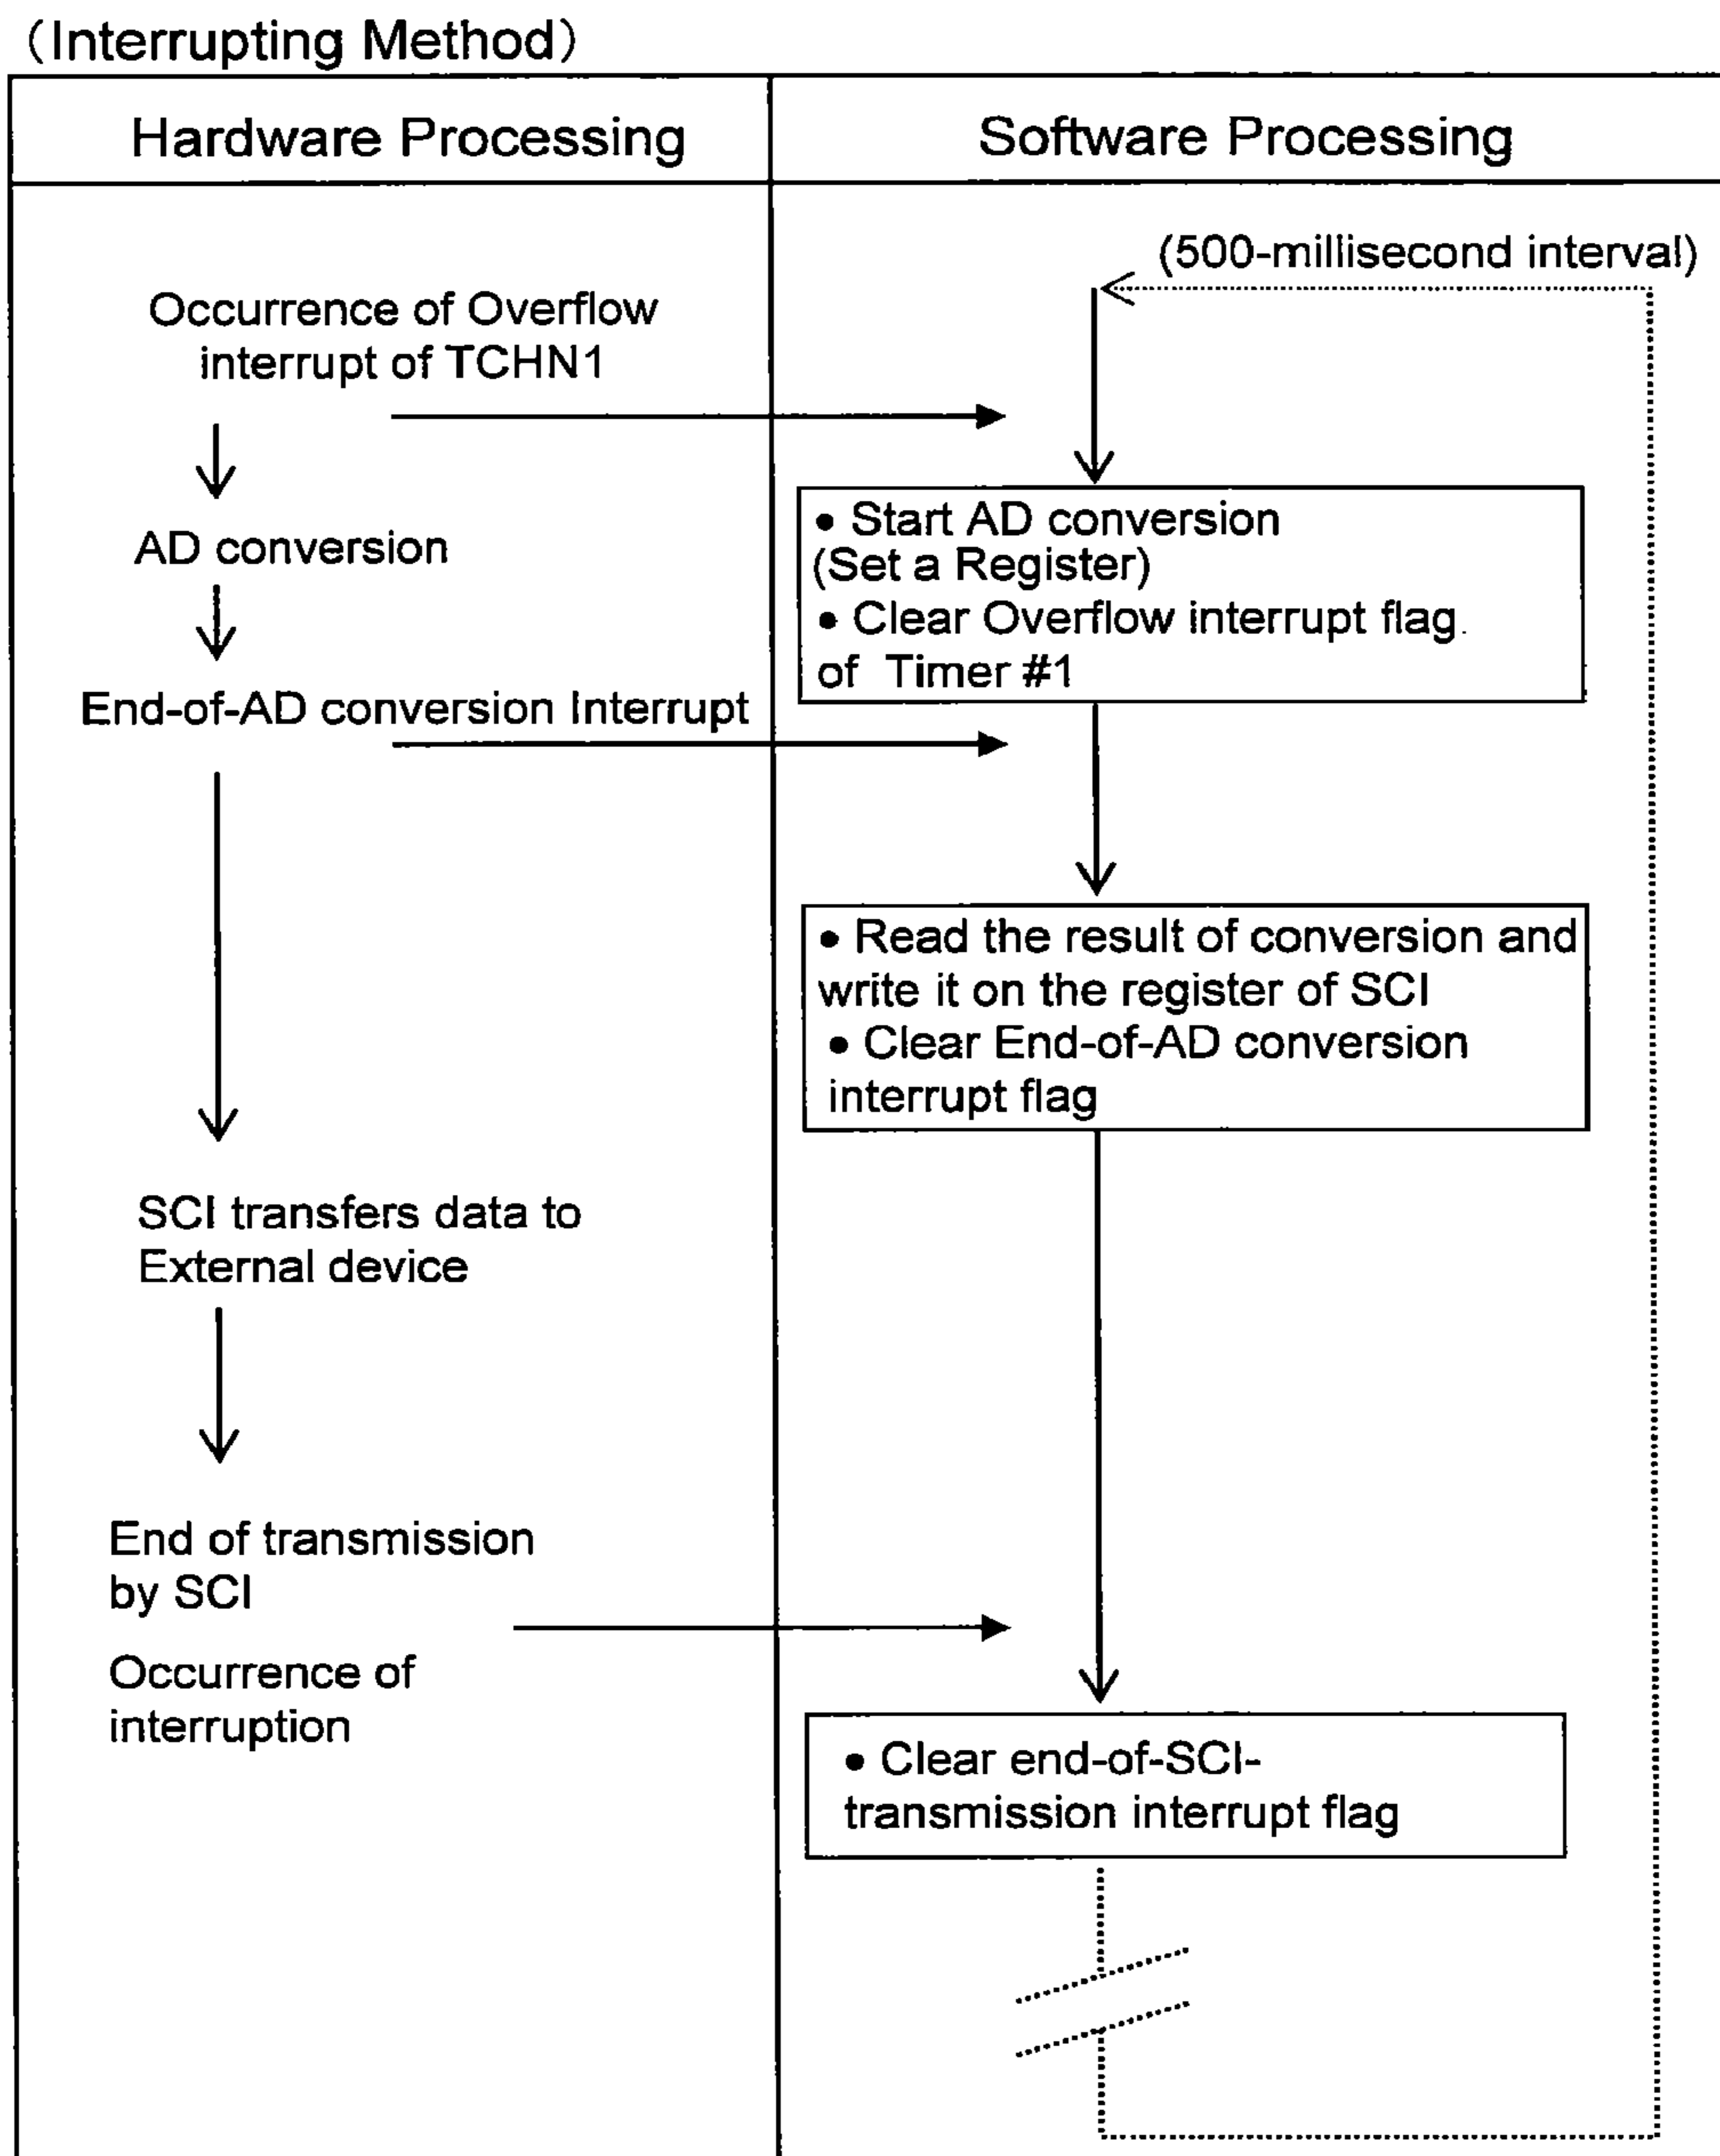 (Interrupting Method)
Hardware Processing
Software Processing
(500-millisecond interval)
Occurrence of Overflow
interrupt of TCHN1
AD conversion
End-of-AD conversion Interrupt
SCI transfers data to
External device
End of transmission
by SCI
Occurrence of
interruption
• Start AD conversion
(Set a Register)
• Clear Overflow interrupt flag.
of Timer #1
• Read the result of conversion and
write it on the register of SCI
• Clear End-of-AD conversion
interrupt flag
• Clear end-of-SCI-
transmission interrupt flag